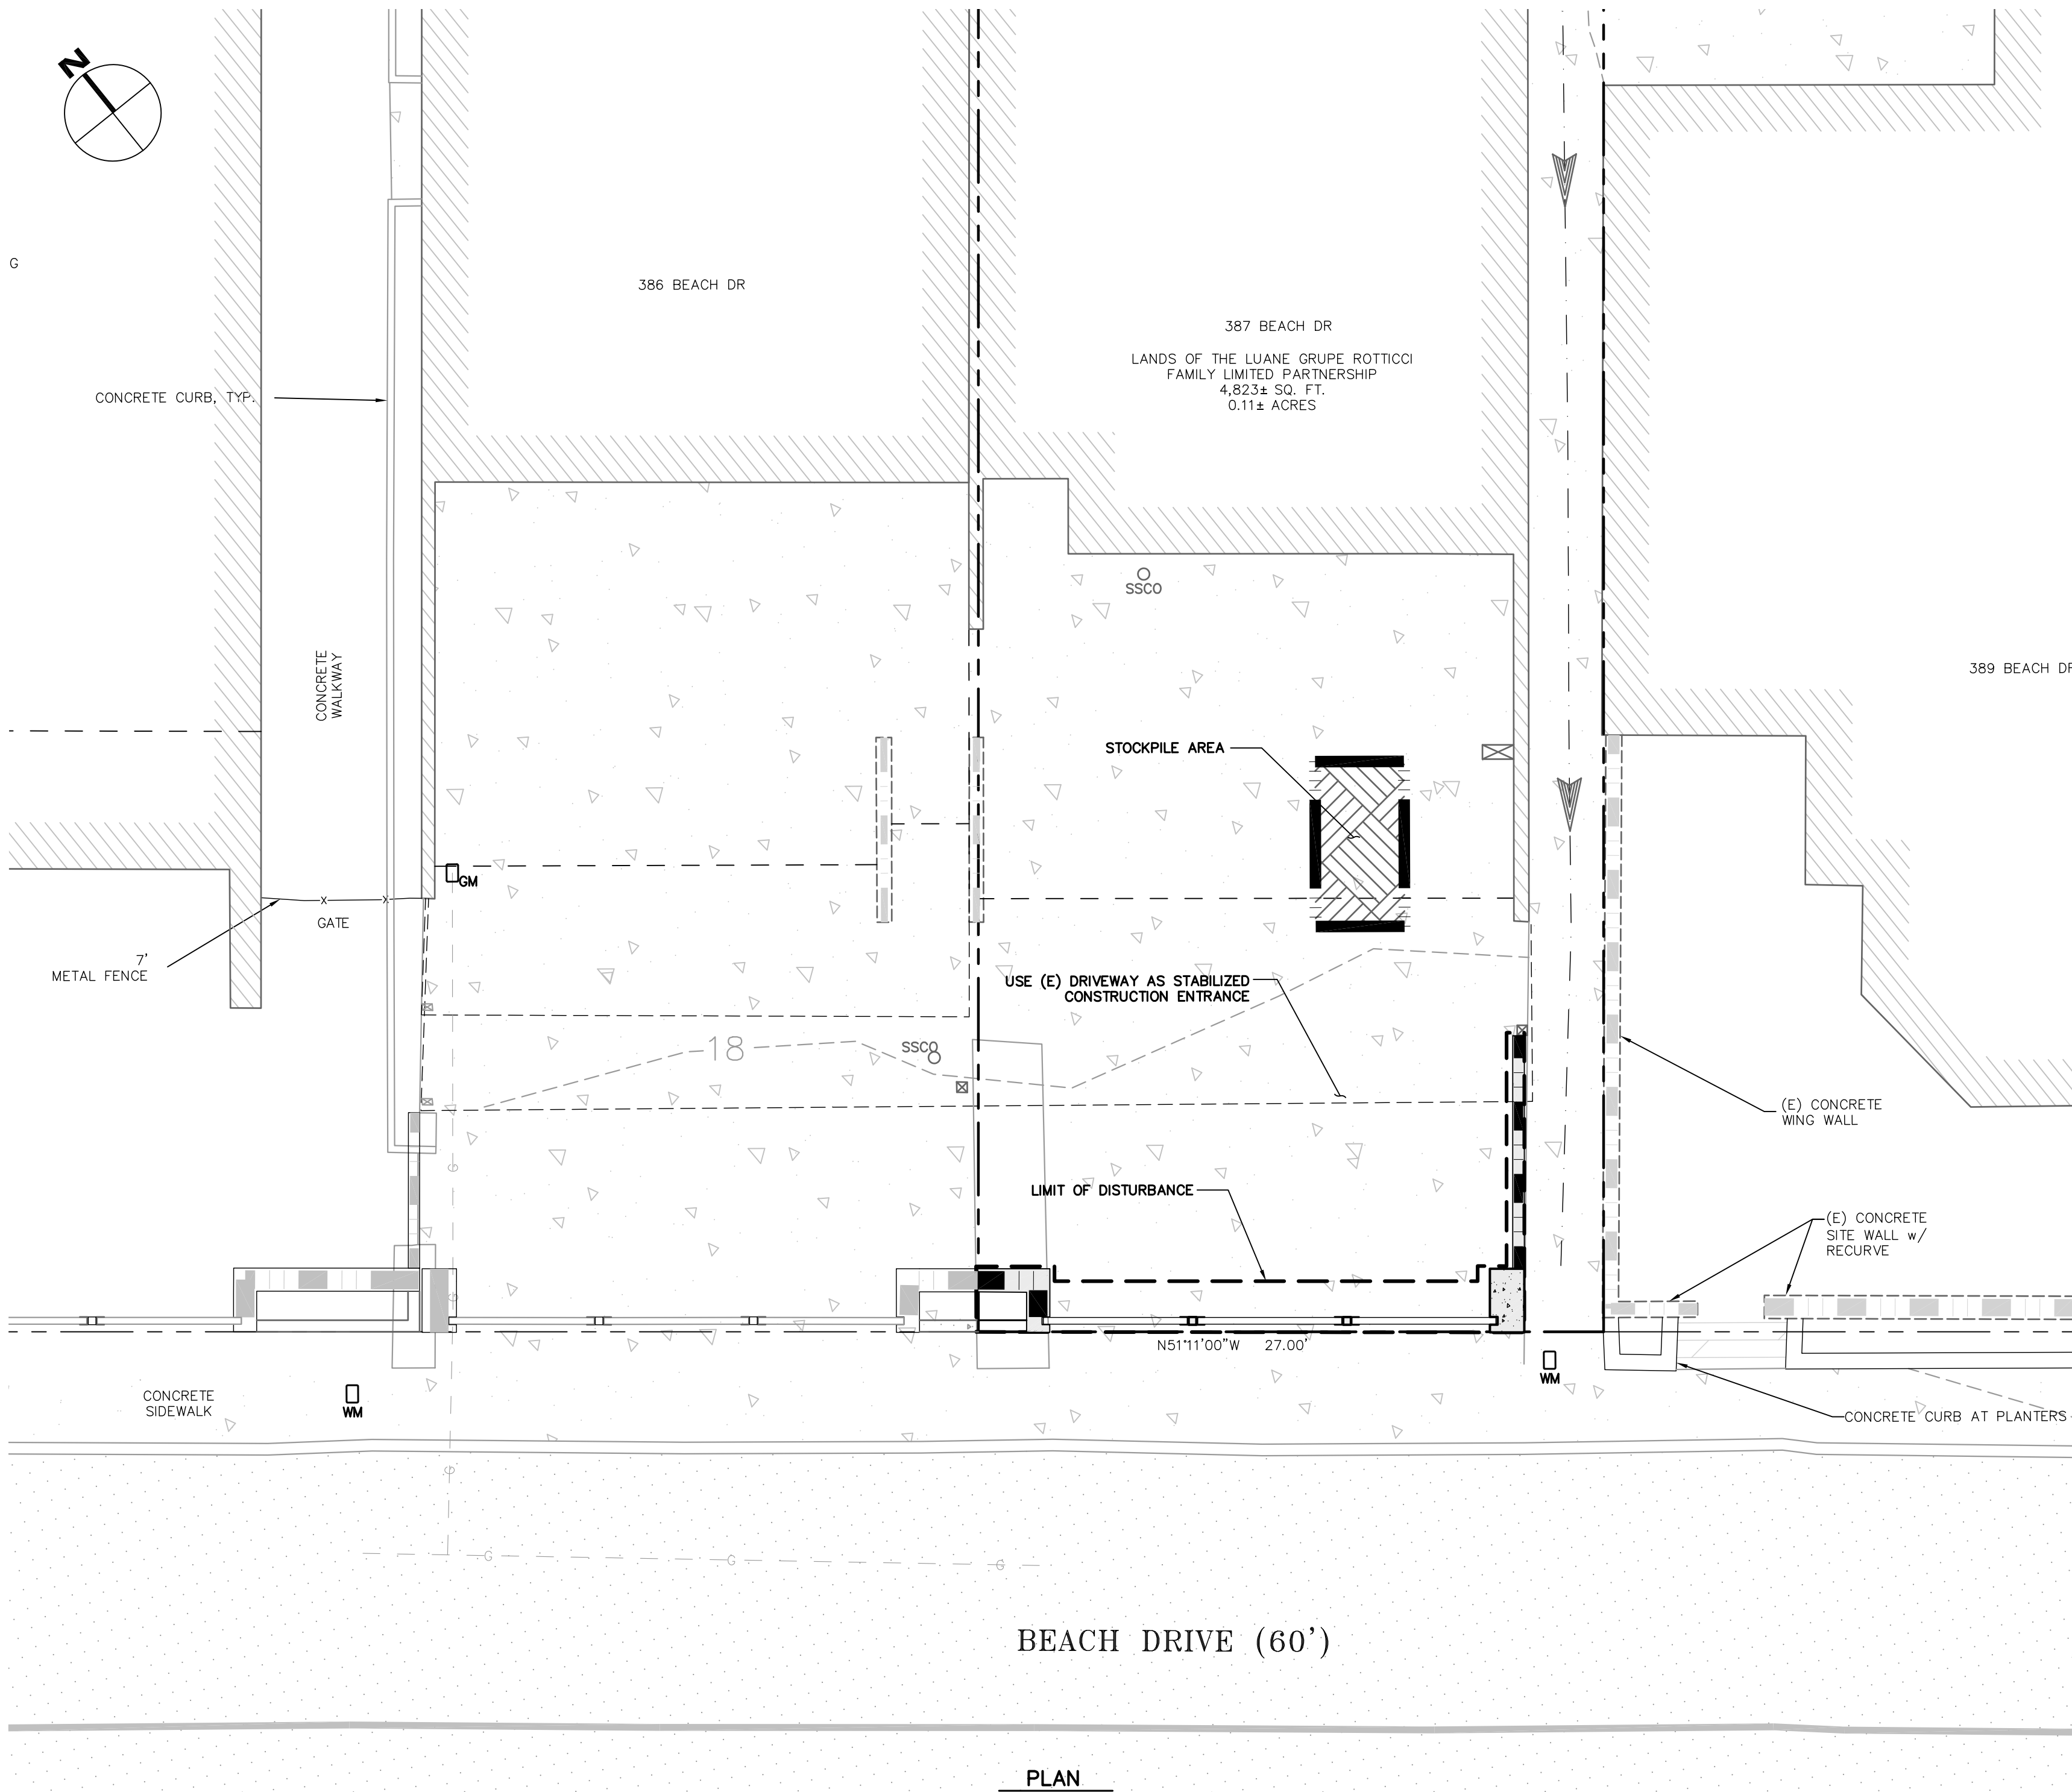 N
G
386 BEACH DR
387 BEACH DR
LANDS OF THE LUANE GRUPE ROTTICCI
FAMILY LIMITED PARTNERSHIP
4,823± SQ. FT.
0.11± ACRES
CONCRETE CURB, TYP.
SSCO
CONCRETE
WALKWAY
389 BEACH DR
STOCKPILE AREA
GM
GATE
7'
METAL FENCE
USE (E) DRIVEWAY AS STABILIZED
CONSTRUCTION ENTRANCE
18
SSCO
(E) CONCRETE
WING WALL
G
LIMIT OF DISTURBANCE
(E) CONCRETE
SITE WALL w/
RECURVE
G
N51°11'00"W 27.00'
WM
CONCRETE
SIDEWALK
WM
CONCRETE CURB AT PLANTERS
G
G
G
G
BEACH DRIVE (60')
PLAN